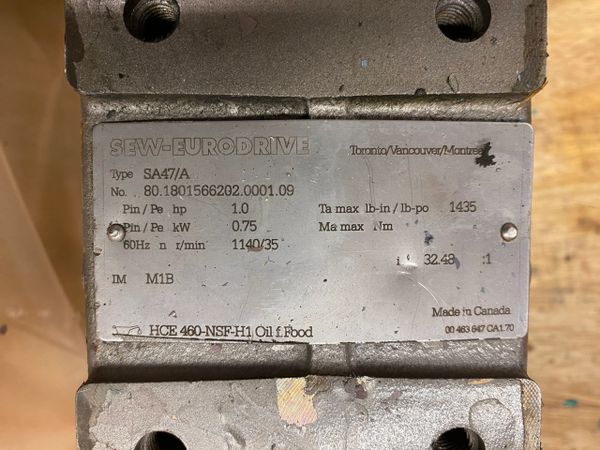 SEW-EURODRIVE Toronto/Vancouver/Montreal
Type SA47/A
No. 80.1801566202.0001.09
Pin/Pe hp 1.0 Ta max lb-in / lb-po 1435
Pin/Pe kW 0.75 Ma max Nm
60Hz n r/min 1140/35
i 32.48 :1
IM M1B
Made in Canada
HCE 460-NSF-H1 Oil f.Food 00 463 647 CA1.70